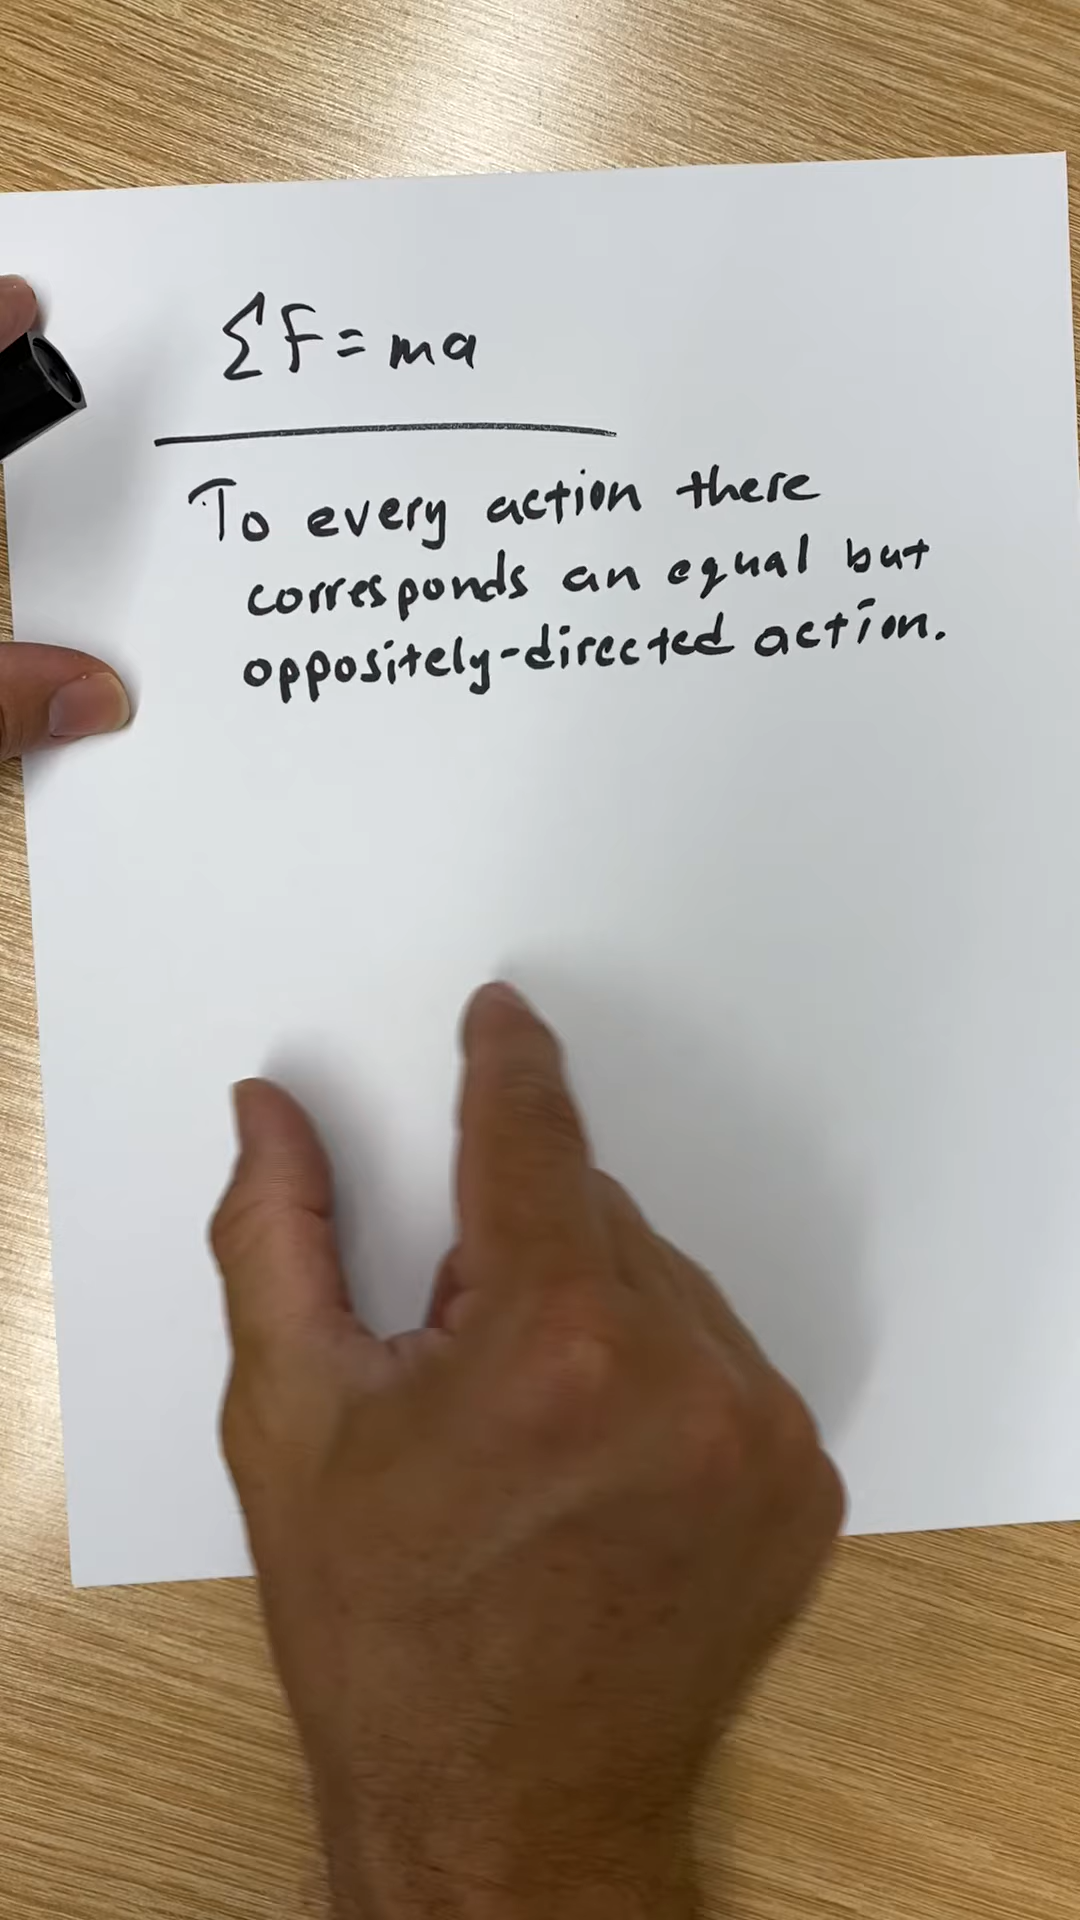 ΣF = ma
To every action there
corresponds an equal but
oppositely-directed action.